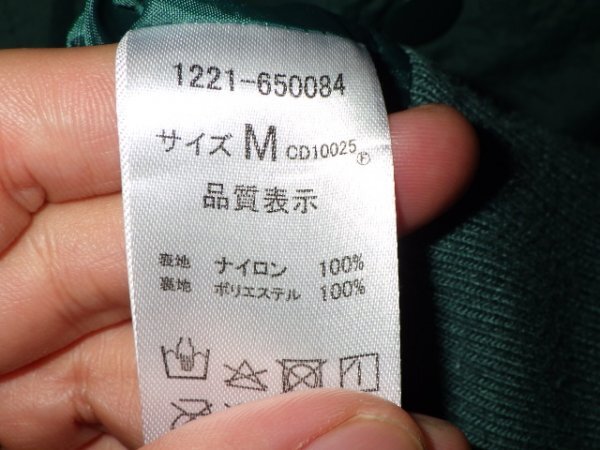 1221-650084
サイズ M CD10025 Ⓟ
品質表示
表地 ナイロン 100%
裏地 ポリエステル 100%